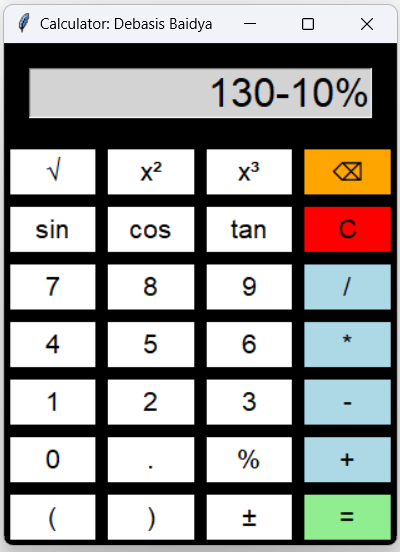 Calculator: Debasis Baidya
130-10%
√ x² x³ ⌫
sin cos tan C
7 8 9 /
4 5 6 *
1 2 3 -
0 . % +
( ) ± =